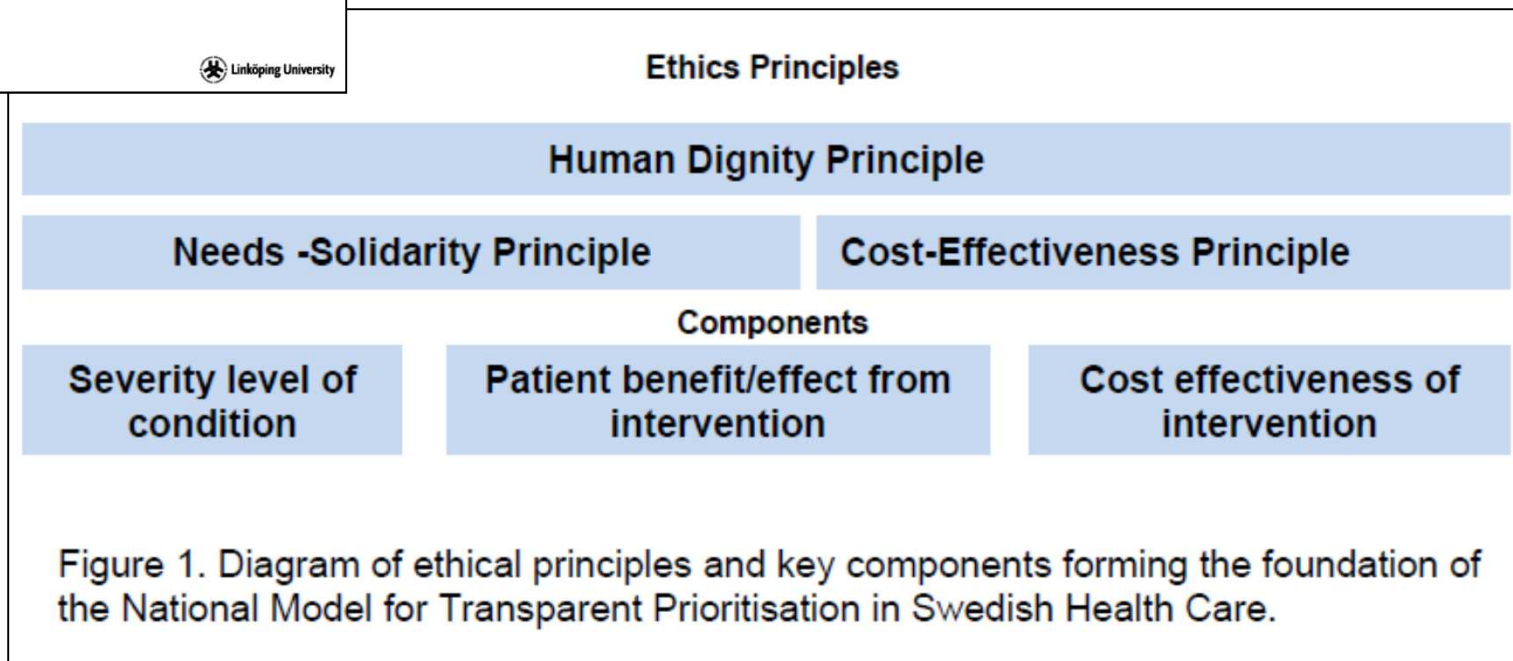 Linköping University
Ethics Principles
Human Dignity Principle
Needs -Solidarity Principle
Cost-Effectiveness Principle
Components
Severity level of
condition
Patient benefit/effect from
intervention
Cost effectiveness of
intervention
Figure 1. Diagram of ethical principles and key components forming the foundation of
the National Model for Transparent Prioritisation in Swedish Health Care.